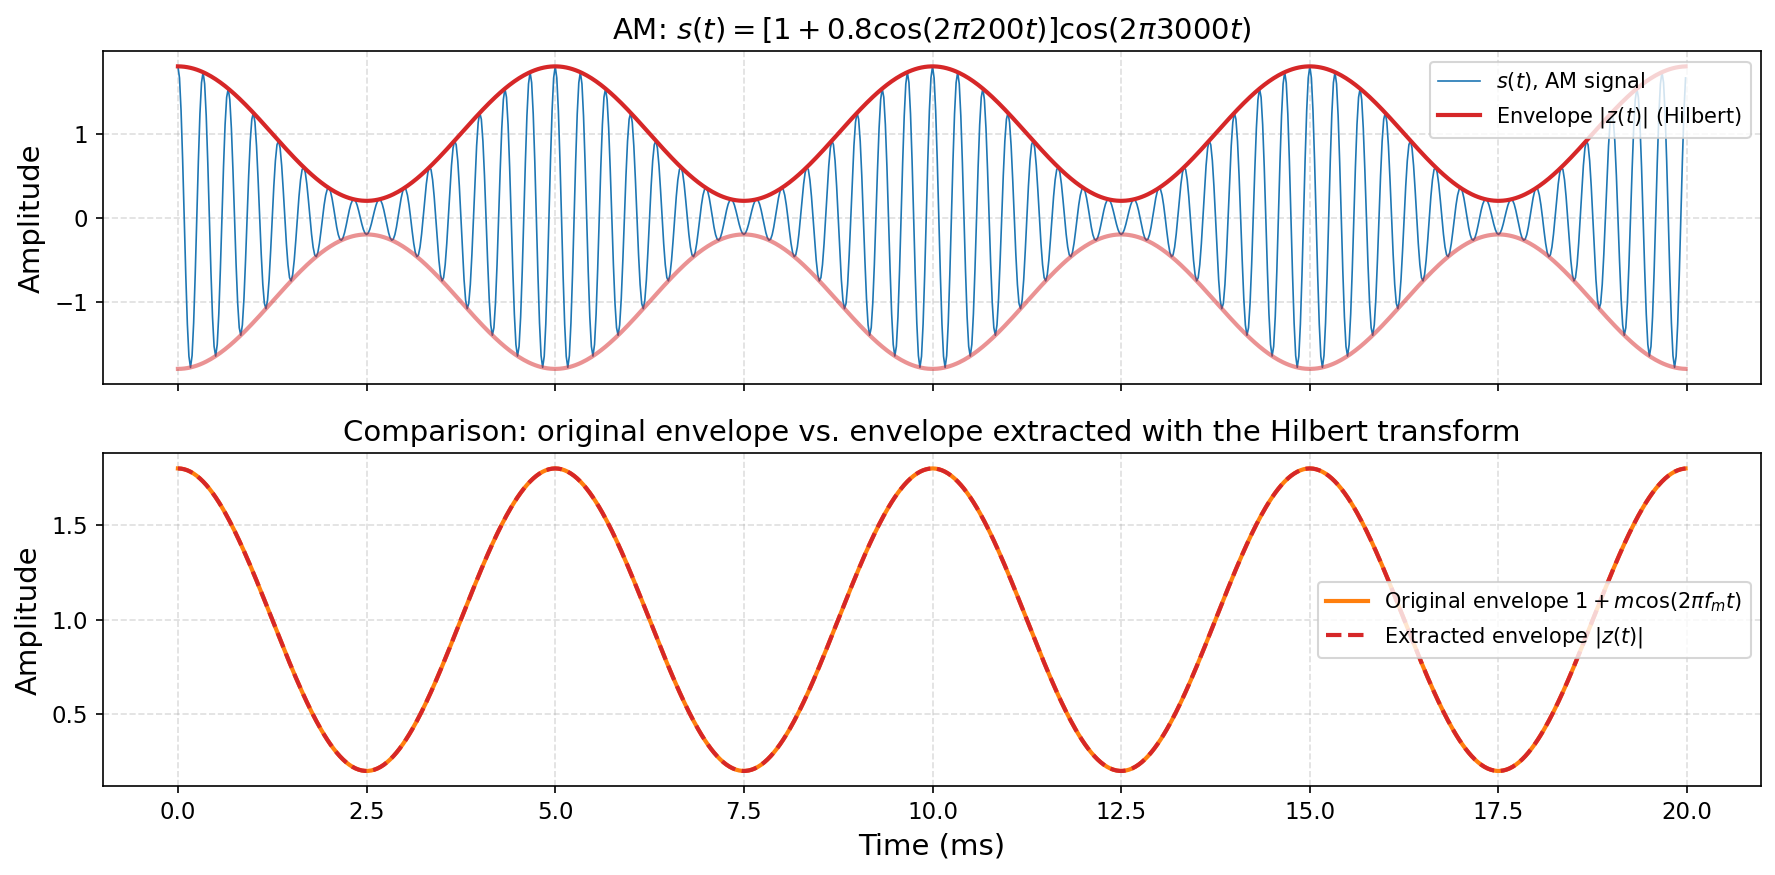 AM: s(t) = [1 + 0.8cos(2π200t)]cos(2π3000t)
Amplitude
1
0
−1
s(t), AM signal
Envelope |z(t)| (Hilbert)
Comparison: original envelope vs. envelope extracted with the Hilbert transform
Amplitude
1.5
1.0
0.5
Original envelope 1 + mcos(2πfₘt)
Extracted envelope |z(t)|
0.0 2.5 5.0 7.5 10.0 12.5 15.0 17.5 20.0
Time (ms)